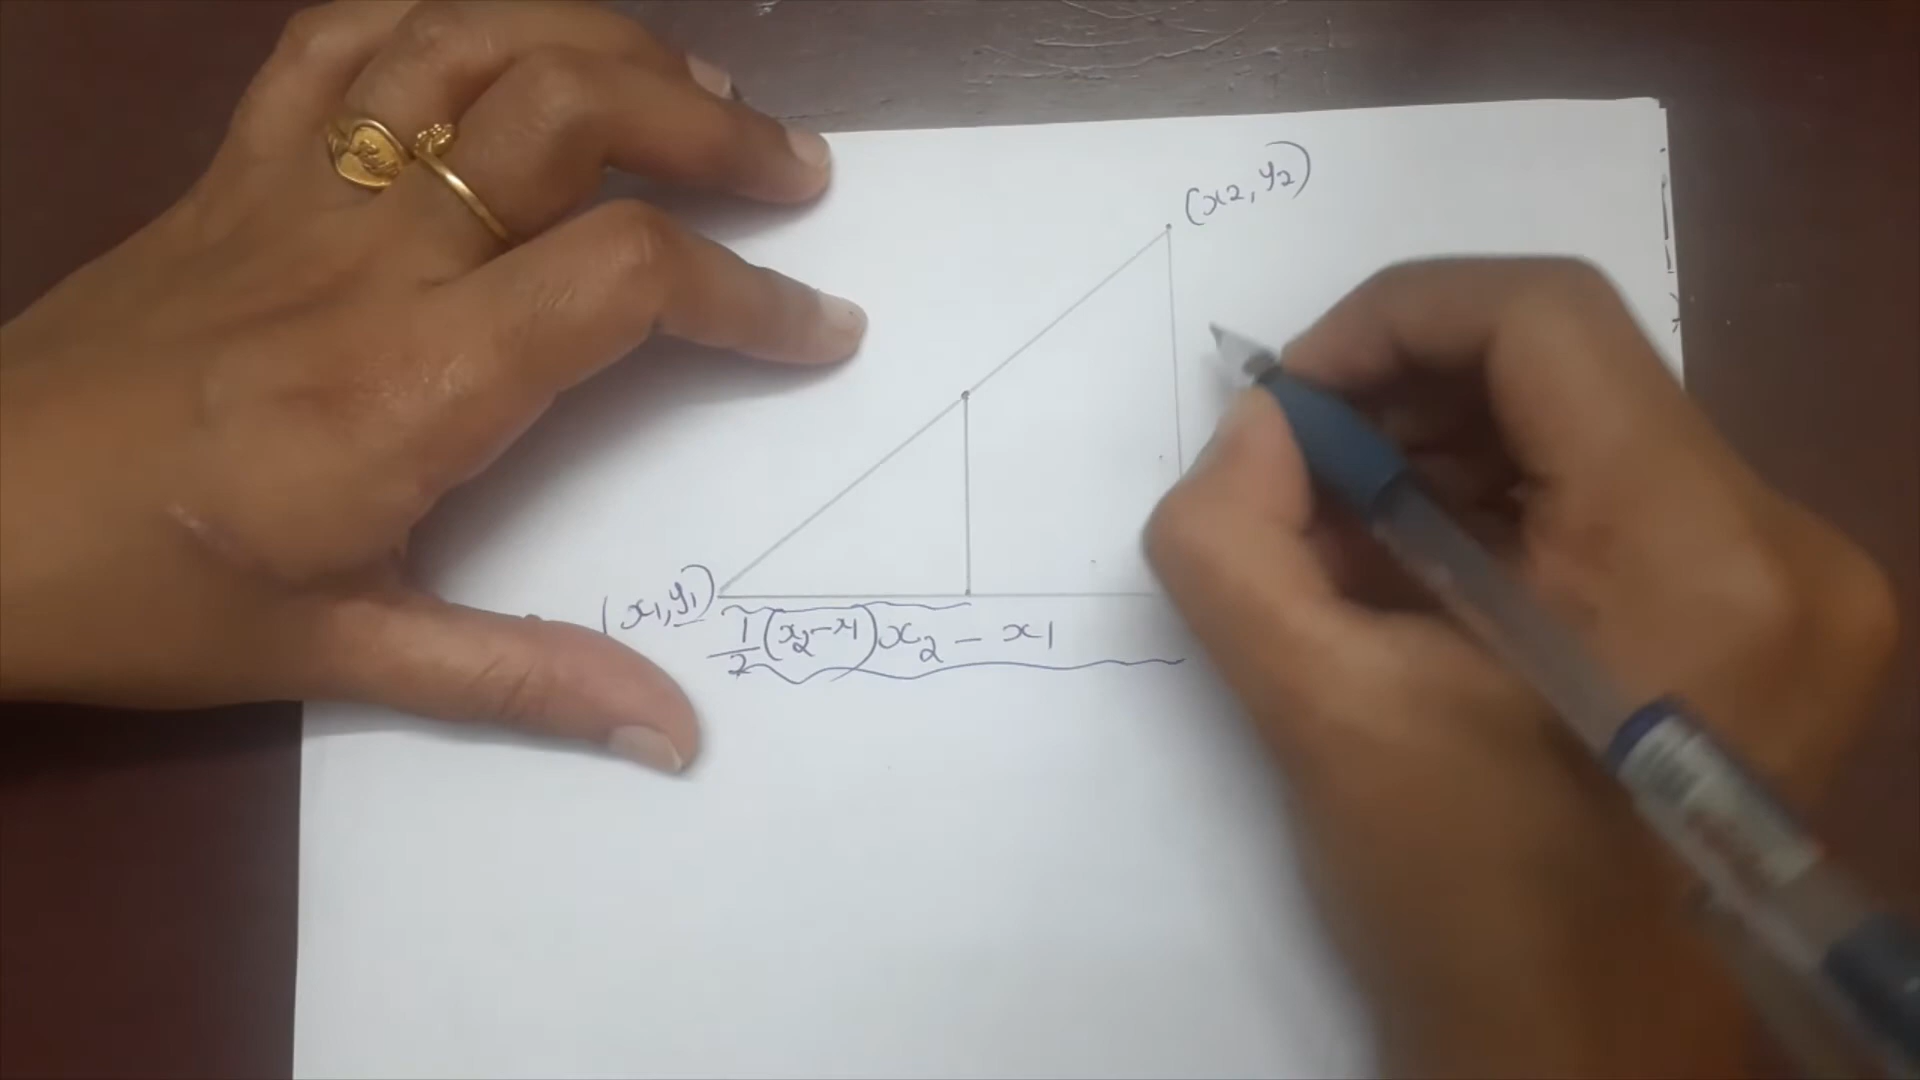 (x2, y2)
(x1, y1)
1/2 (x2-x1) x2 - x1